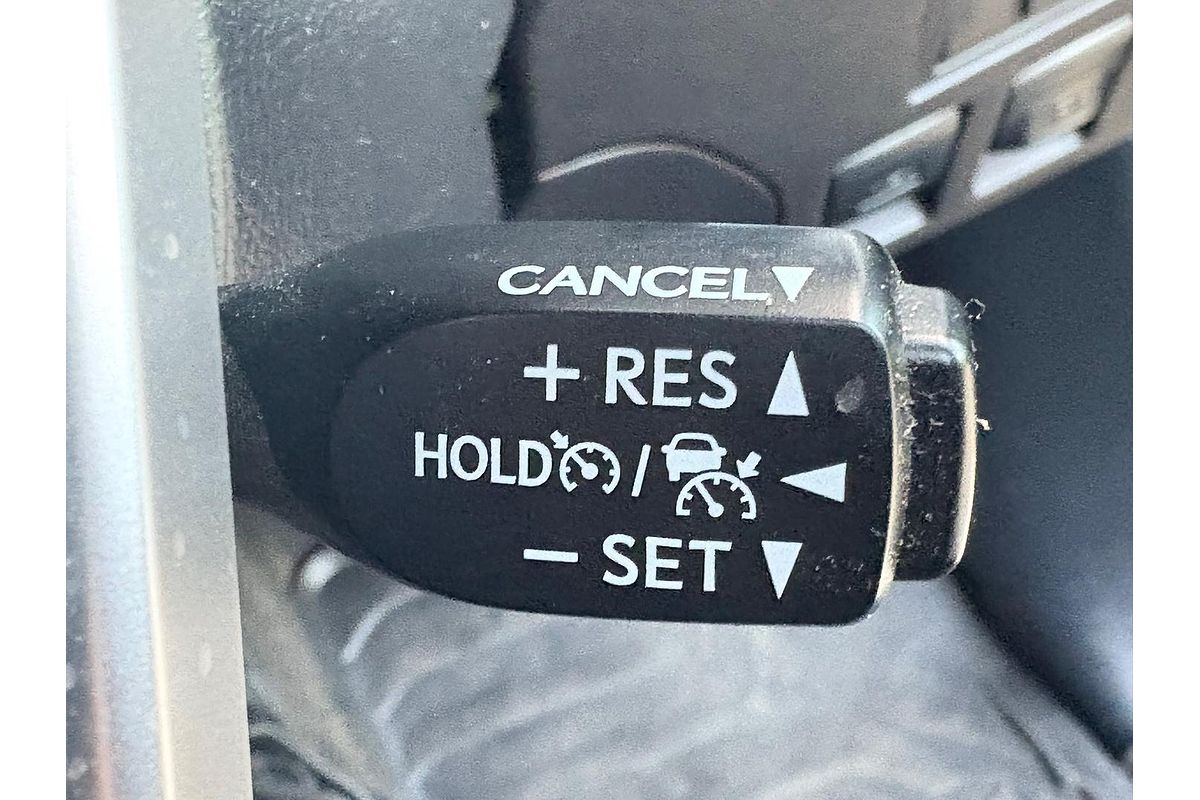 CANCEL▼
+ RES ▲
HOLD / ◀
− SET ▼